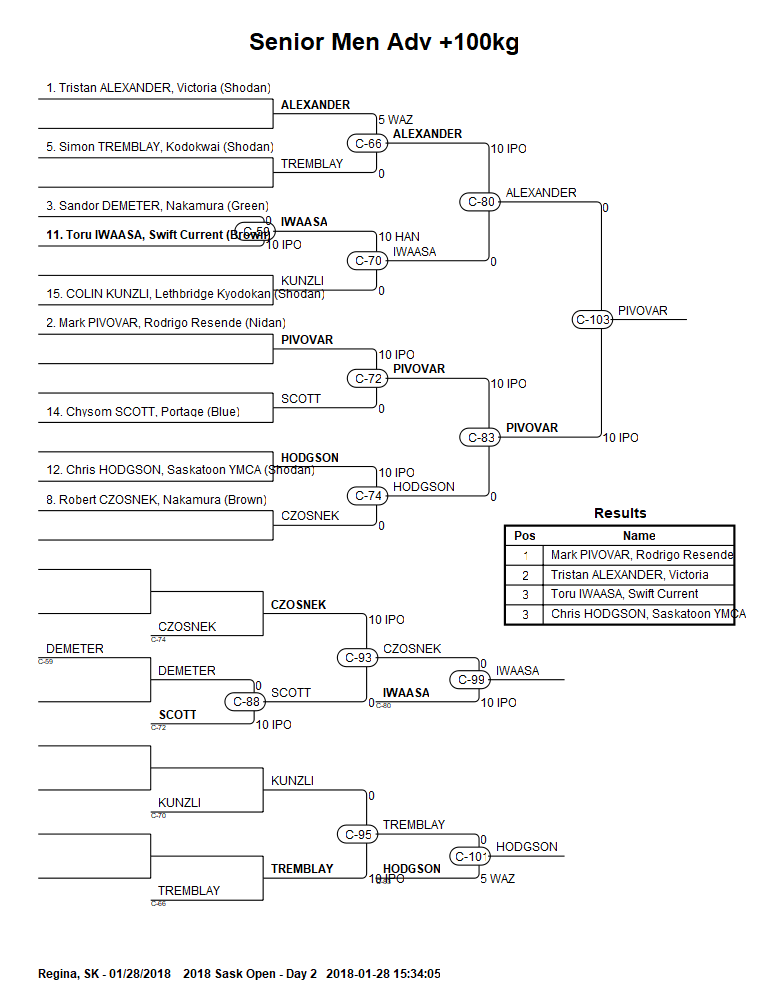 Senior Men Adv +100kg
1. Tristan ALEXANDER, Victoria (Shodan)
ALEXANDER
5 WAZ
C-66
ALEXANDER
10 IPO
5. Simon TREMBLAY, Kodokwai (Shodan)
TREMBLAY
0
C-80
ALEXANDER
0
3. Sandor DEMETER, Nakamura (Green)
0
C-59
IWAASA
11. Toru IWAASA, Swift Current (Brown)
10 IPO
10 HAN
C-70
IWAASA
0
KUNZLI
0
15. COLIN KUNZLI, Lethbridge Kyodokan (Shodan)
C-103
PIVOVAR
2. Mark PIVOVAR, Rodrigo Resende (Nidan)
PIVOVAR
10 IPO
C-72
PIVOVAR
10 IPO
SCOTT
0
14. Chysom SCOTT, Portage (Blue)
C-83
PIVOVAR
10 IPO
HODGSON
12. Chris HODGSON, Saskatoon YMCA (Shodan)
10 IPO
C-74
HODGSON
0
8. Robert CZOSNEK, Nakamura (Brown)
CZOSNEK
0
Results
Pos Name
1 Mark PIVOVAR, Rodrigo Resende
2 Tristan ALEXANDER, Victoria
3 Toru IWAASA, Swift Current
3 Chris HODGSON, Saskatoon YMCA
CZOSNEK
10 IPO
CZOSNEK
C-74
DEMETER
C-59
C-93
CZOSNEK
0
DEMETER
0
C-99
IWAASA
C-88
SCOTT
0
IWAASA
C-80
10 IPO
SCOTT
C-72
10 IPO
KUNZLI
0
KUNZLI
C-70
C-95
TREMBLAY
0
C-101
HODGSON
TREMBLAY
10 IPO
HODGSON
C-83
5 WAZ
TREMBLAY
C-66
Regina, SK - 01/28/2018 2018 Sask Open - Day 2 2018-01-28 15:34:05